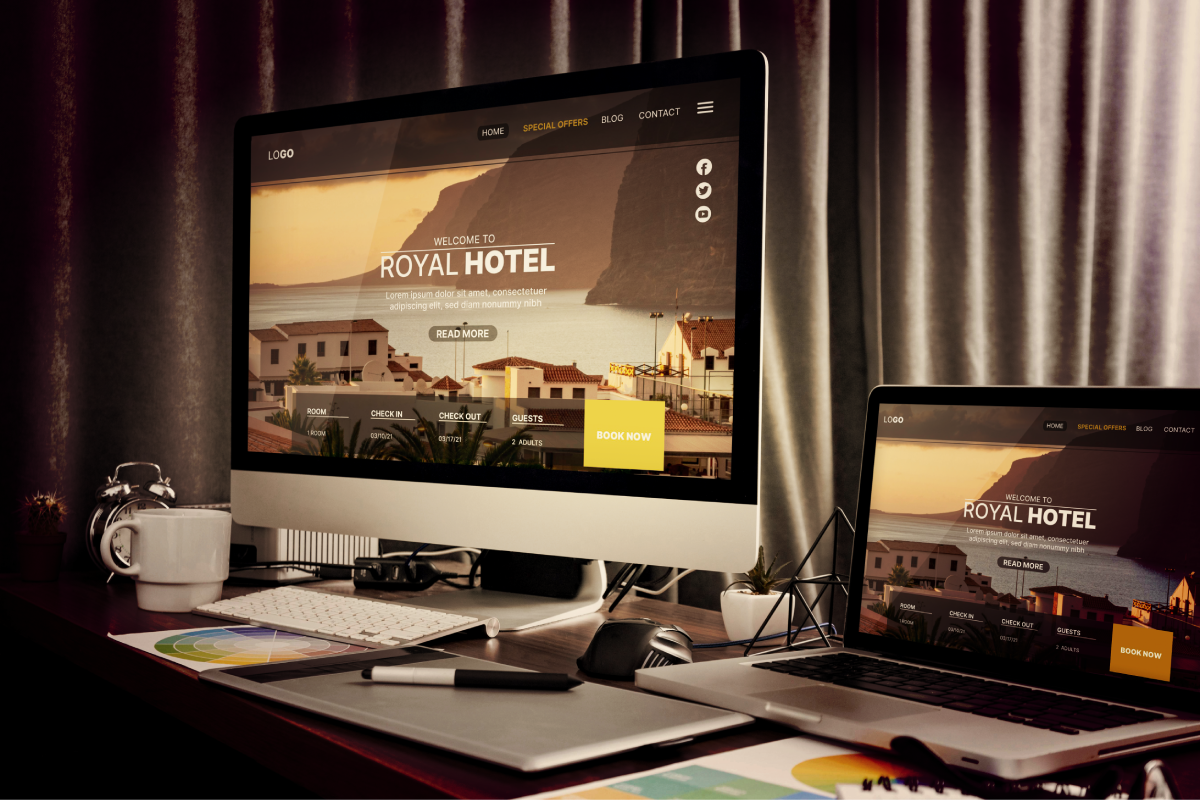 LOGO
HOME SPECIAL OFFERS BLOG CONTACT
WELCOME TO
ROYAL HOTEL
Lorem ipsum dolor sit amet, consectetuer
adipiscing elit, sed diam nonummy nibh
READ MORE
ROOM CHECK IN CHECK OUT GUESTS
1 ROOM 03/10/21 03/17/21 2 ADULTS
BOOK NOW
LOGO
HOME SPECIAL OFFERS BLOG CONTACT
WELCOME TO
ROYAL HOTEL
Lorem ipsum dolor sit amet, consectetuer
adipiscing elit, sed diam nonummy nibh
READ MORE
ROOM CHECK IN CHECK OUT GUESTS
1 ROOM 03/10/21 03/17/21 2 ADULTS
BOOK NOW